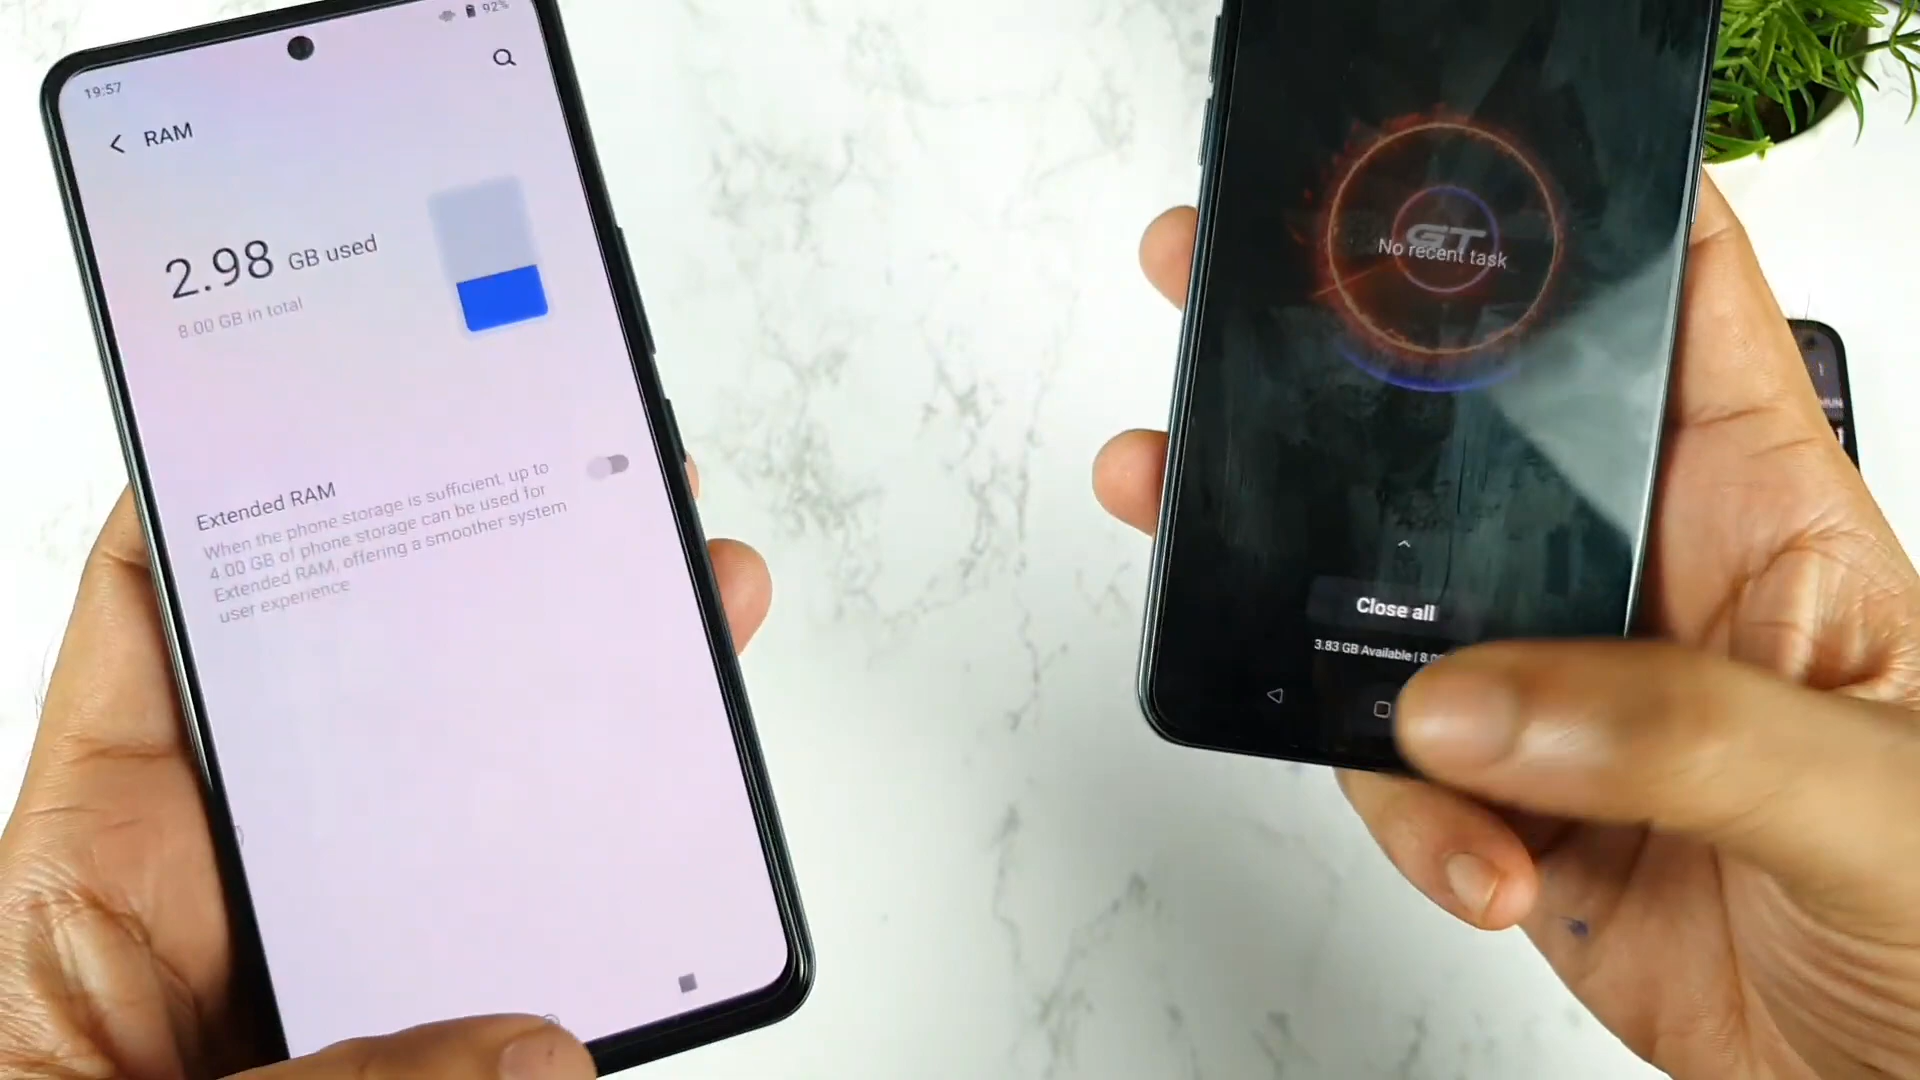 19:57
92%
RAM
2.98 GB used
8.00 GB in total
Extended RAM
When the phone storage is sufficient, up to
4.00 GB of phone storage can be used for
Extended RAM, offering a smoother system
user experience
GT
No recent task
Close all
3.83 GB Available |